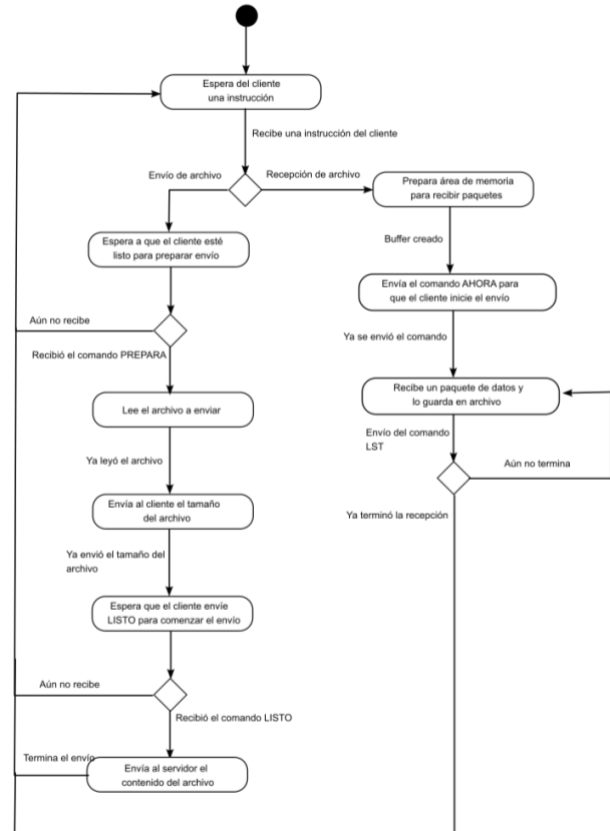 Espera del cliente
una instrucción
Recibe una instrucción del cliente
Envío de archivo
Recepción de archivo
Prepara área de memoria
para recibir paquetes
Espera a que el cliente esté
listo para preparar envío
Buffer creado
Envía el comando AHORA para
que el cliente inicie el envío
Aún no recibe
Ya se envió el comando
Recibió el comando PREPARA
Recibe un paquete de datos y
lo guarda en archivo
Lee el archivo a enviar
Envío del comando
LST
Ya leyó el archivo
Aún no termina
Envía al cliente el tamaño
del archivo
Ya terminó la recepción
Ya envió el tamaño del
archivo
Espera que el cliente envíe
LISTO para comenzar el envío
Aún no recibe
Recibió el comando LISTO
Termina el envío
Envía al servidor el
contenido del archivo